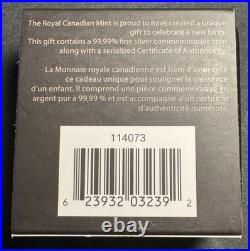 The Royal Canadian Mint is proud to have created a unique
gift to celebrate a new birth.
This gift contains a 99.99% fine silver commemorative coin
along with a serialized Certificate of Authenticity.
La Monnaie royale canadienne est fière d'avoir créé
ce cadeau unique pour souligner la naissance
d'un enfant. Il comprend une pièce commémorative en
argent pur à 99,99 % et est accompagné d'un certificat
d'authenticité numéroté.
114073
6 23932 03239 2